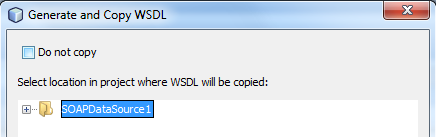 Generate and Copy WSDL
Do not copy
Select location in project where WSDL will be copied:
SOAPDataSource1